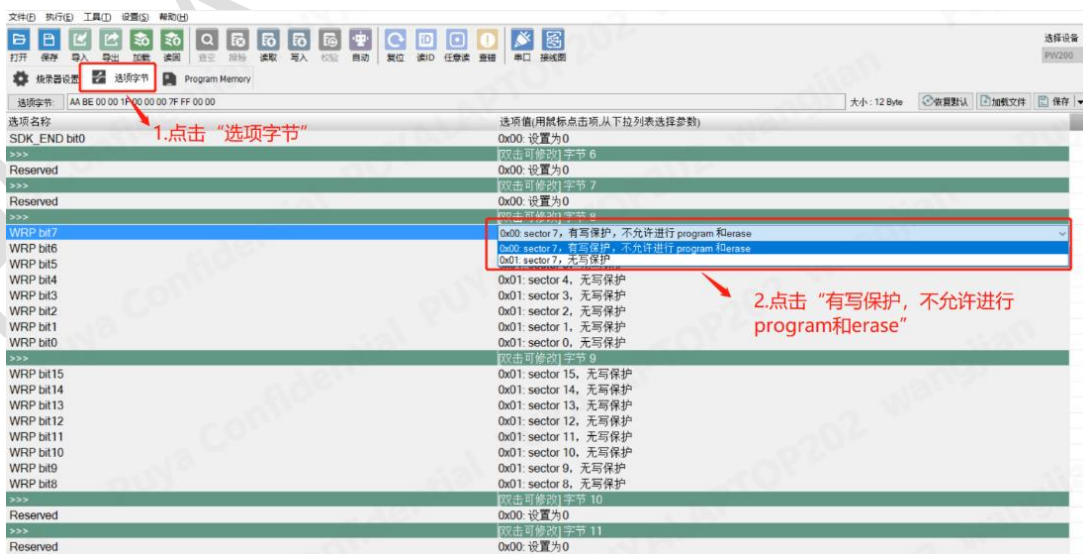 文件(F) 执行(E) 工具(T) 设置(S) 帮助(H)
打开 保存 导入 导出 加载 读回 查空 擦除 读取 写入 校验 自动 复位 读ID 任意读 查错 串口 接线图
选择设备
PW200
烧录器设置 选项字节 Program Memory
选项字节: AA BE 00 00 1F 00 00 00 7F FF 00 00 大小: 12 Byte 恢复默认 加载文件 保存
选项名称 选项值(用鼠标点击项,从下拉列表选择参数)
1.点击“选项字节”
SDK_END bit0 0x00: 设置为0
>>> [双击可修改] 字节 6
Reserved 0x00: 设置为0
>>> [双击可修改] 字节 7
Reserved 0x00: 设置为0
>>> [双击可修改] 字节 8
WRP bit7 0x00: sector 7，有写保护，不允许进行 program 和erase
WRP bit6 0x00: sector 7，有写保护，不允许进行 program 和erase
WRP bit5 0x01: sector 7，无写保护
WRP bit4 0x01: sector 4，无写保护
WRP bit3 0x01: sector 3，无写保护
WRP bit2 0x01: sector 2，无写保护
WRP bit1 0x01: sector 1，无写保护
WRP bit0 0x01: sector 0，无写保护
2.点击“有写保护，不允许进行
program和erase”
>>> [双击可修改] 字节 9
WRP bit15 0x01: sector 15，无写保护
WRP bit14 0x01: sector 14，无写保护
WRP bit13 0x01: sector 13，无写保护
WRP bit12 0x01: sector 12，无写保护
WRP bit11 0x01: sector 11，无写保护
WRP bit10 0x01: sector 10，无写保护
WRP bit9 0x01: sector 9，无写保护
WRP bit8 0x01: sector 8，无写保护
>>> [双击可修改] 字节 10
Reserved 0x00: 设置为0
>>> [双击可修改] 字节 11
Reserved 0x00: 设置为0